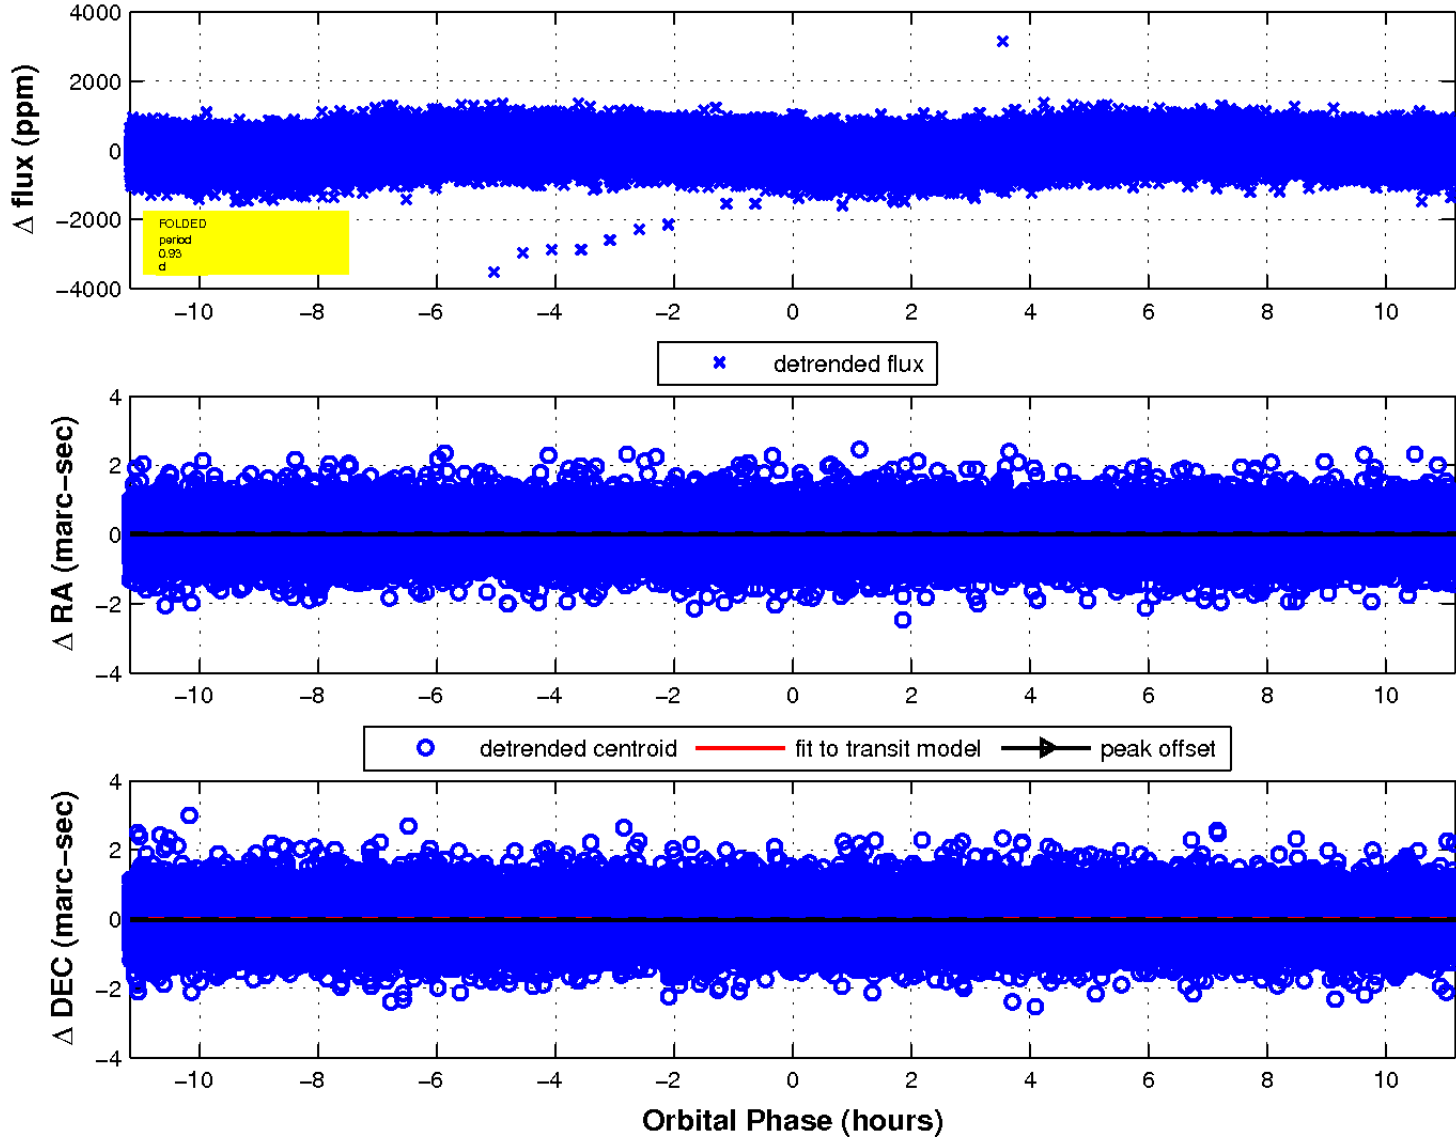 4000
2000
0
−2000
−4000
Δ flux (ppm)
FOLDED
period
0.93
d
−10 −8 −6 −4 −2 0 2 4 6 8 10
detrended flux
4
2
0
−2
−4
Δ RA (marc−sec)
−10 −8 −6 −4 −2 0 2 4 6 8 10
detrended centroid fit to transit model peak offset
4
2
0
−2
−4
Δ DEC (marc−sec)
−10 −8 −6 −4 −2 0 2 4 6 8 10
Orbital Phase (hours)